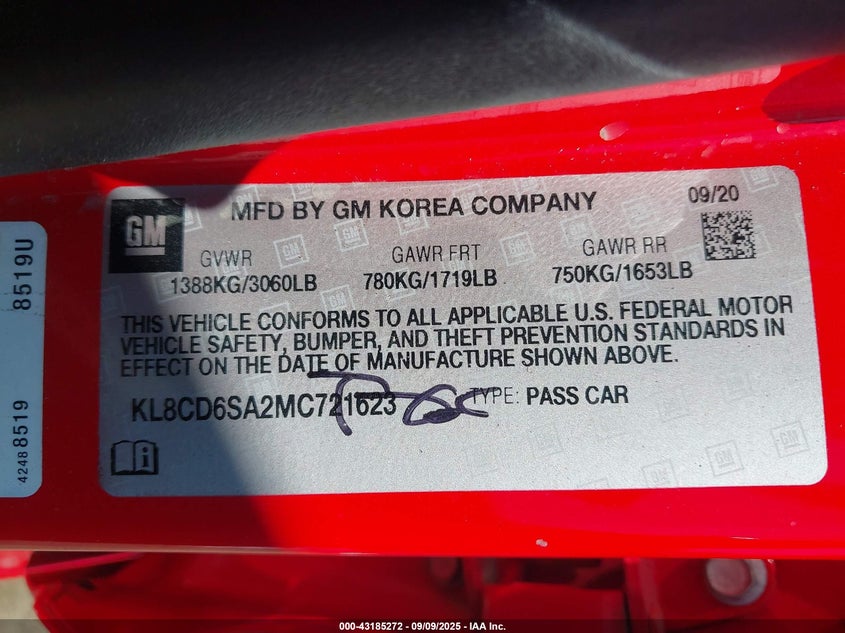 GM
MFD BY GM KOREA COMPANY
09/20
GVWR
GAWR FRT
GAWR RR
1388KG/3060LB
780KG/1719LB
750KG/1653LB
THIS VEHICLE CONFORMS TO ALL APPLICABLE U.S. FEDERAL MOTOR
VEHICLE SAFETY, BUMPER, AND THEFT PREVENTION STANDARDS IN
EFFECT ON THE DATE OF MANUFACTURE SHOWN ABOVE.
KL8CD6SA2MC721623 TYPE: PASS CAR
8519U
4248 8519
000-43185272 - 09/09/2025 - IAA Inc.